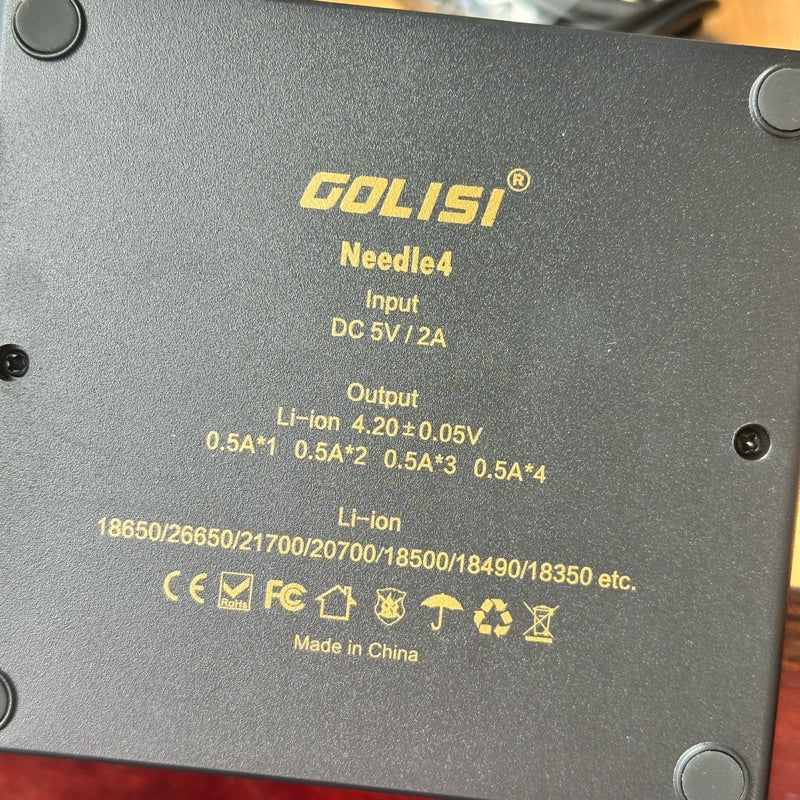 GOLISI®
Needle4
Input
DC 5V / 2A
Output
Li-ion 4.20±0.05V
0.5A*1 0.5A*2 0.5A*3 0.5A*4
Li-ion
18650/26650/21700/20700/18500/18490/18350 etc.
CE RoHS FC
Made in China